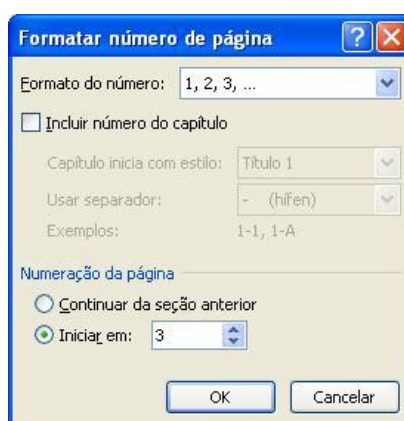 Formatar número de página
Formato do número: 1, 2, 3, ...
Incluir número do capítulo
Capítulo inicia com estilo: Título 1
Usar separador: - (hífen)
Exemplos: 1-1, 1-A
Numeração da página
Continuar da seção anterior
Iniciar em: 3
OK Cancelar